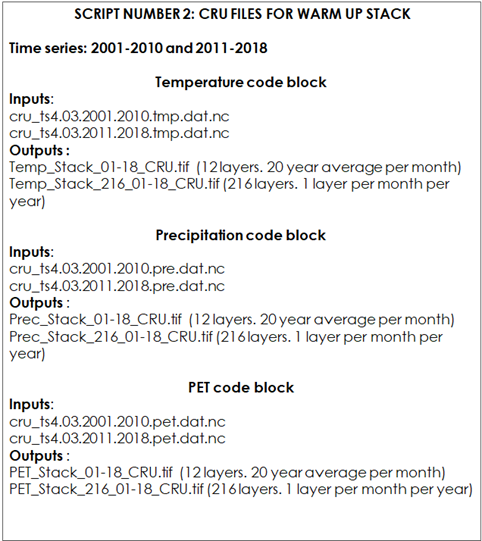 SCRIPT NUMBER 2: CRU FILES FOR WARM UP STACK
Time series: 2001-2010 and 2011-2018
Temperature code block
Inputs:
cru_ts4.03.2001.2010.tmp.dat.nc
cru_ts4.03.2011.2018.tmp.dat.nc
Outputs :
Temp_Stack_01-18_CRU.tif (12 layers. 20 year average per month)
Temp_Stack_216_01-18_CRU.tif (216 layers. 1 layer per month per
year)
Precipitation code block
Inputs:
cru_ts4.03.2001.2010.pre.dat.nc
cru_ts4.03.2011.2018.pre.dat.nc
Outputs :
Prec_Stack_01-18_CRU.tif (12 layers. 20 year average per month)
Prec_Stack_216_01-18_CRU.tif (216 layers. 1 layer per month per
year)
PET code block
Inputs:
cru_ts4.03.2001.2010.pet.dat.nc
cru_ts4.03.2011.2018.pet.dat.nc
Outputs :
PET_Stack_01-18_CRU.tif (12 layers. 20 year average per month)
PET_Stack_216_01-18_CRU.tif (216 layers. 1 layer per month per year)